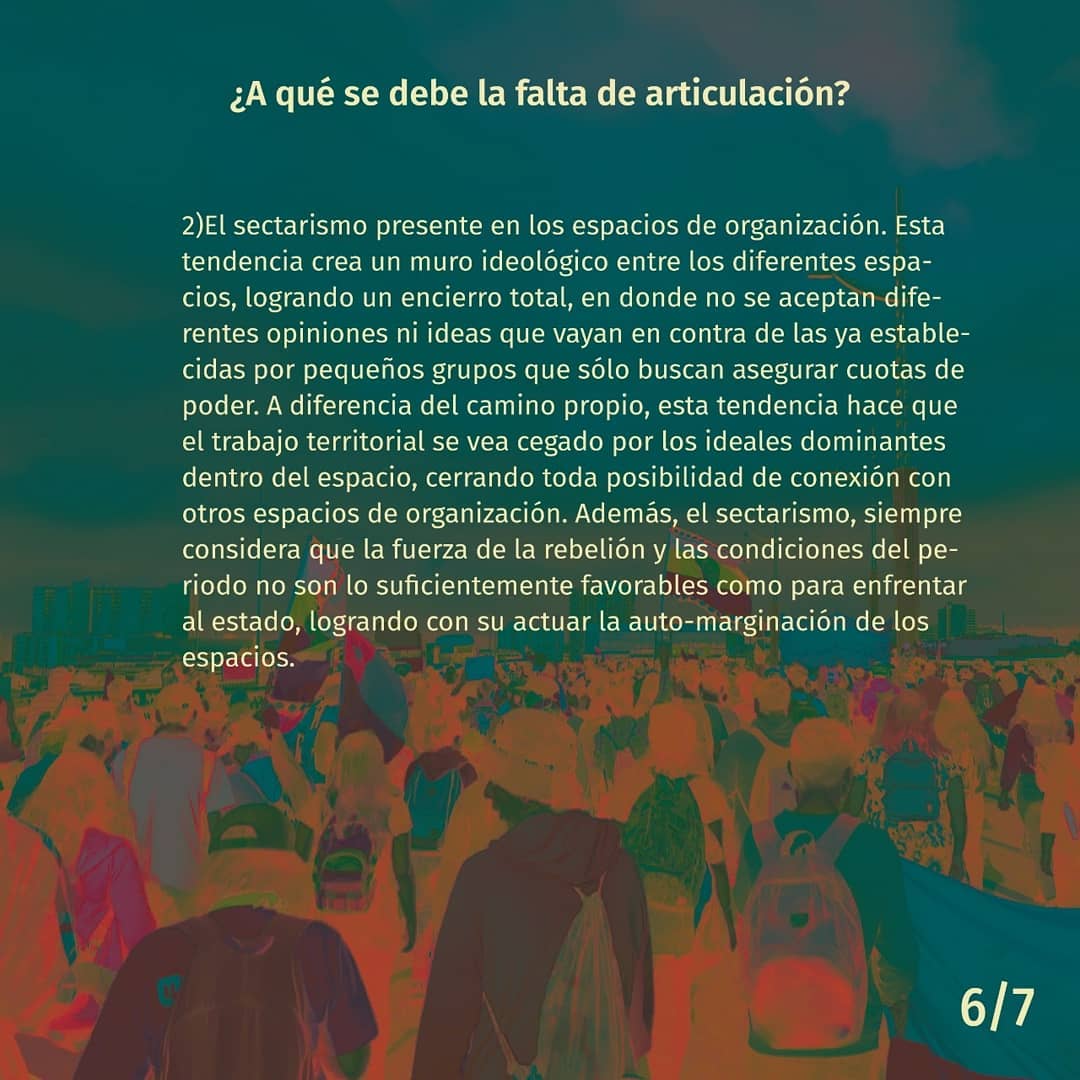 ¿A qué se debe la falta de articulación?
2)El sectarismo presente en los espacios de organización. Esta
tendencia crea un muro ideológico entre los diferentes espa-
cios, logrando un encierro total, en donde no se aceptan dife-
rentes opiniones ni ideas que vayan en contra de las ya estable-
cidas por pequeños grupos que sólo buscan asegurar cuotas de
poder. A diferencia del camino propio, esta tendencia hace que
el trabajo territorial se vea cegado por los ideales dominantes
dentro del espacio, cerrando toda posibilidad de conexión con
otros espacios de organización. Además, el sectarismo, siempre
considera que la fuerza de la rebelión y las condiciones del pe-
riodo no son lo suficientemente favorables como para enfrentar
al estado, logrando con su actuar la auto-marginación de los
espacios.
6/7